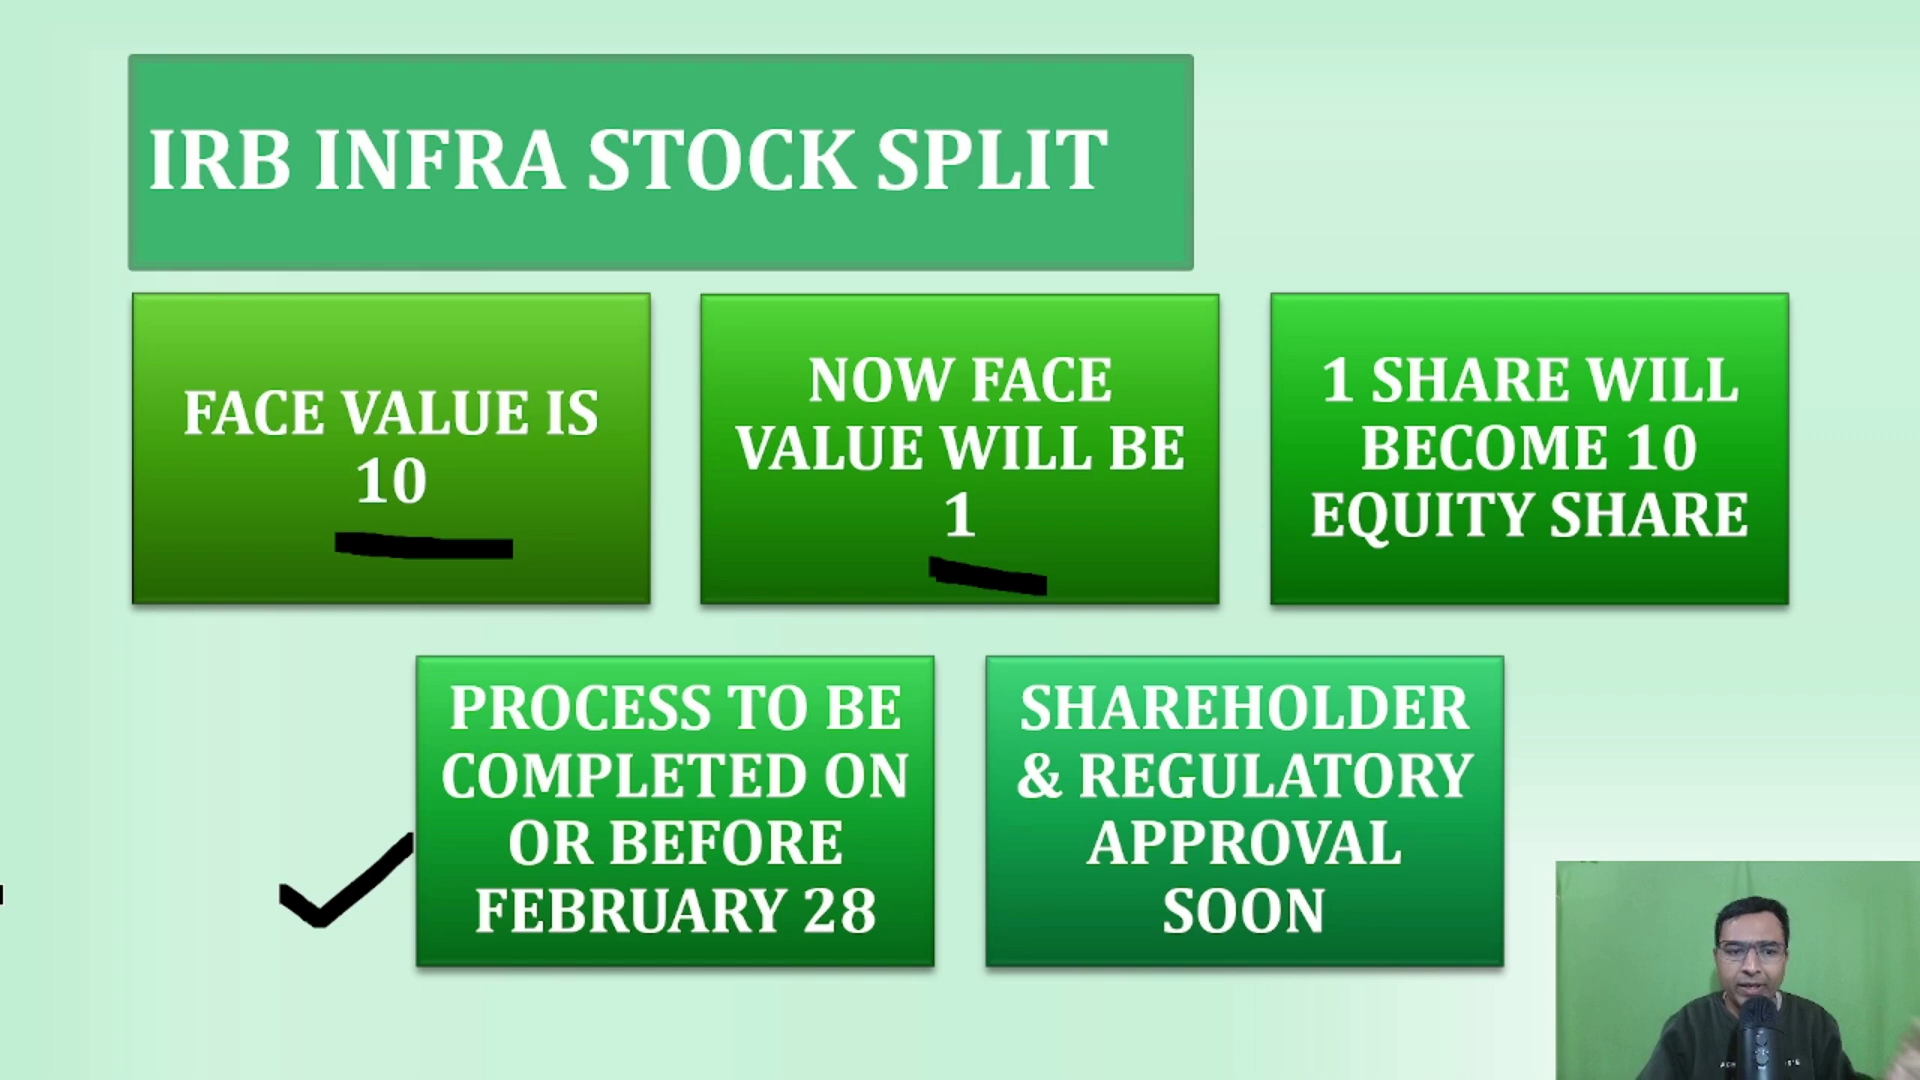 IRB INFRA STOCK SPLIT
FACE VALUE IS
10
NOW FACE
VALUE WILL BE
1
1 SHARE WILL
BECOME 10
EQUITY SHARE
PROCESS TO BE
COMPLETED ON
OR BEFORE
FEBRUARY 28
SHAREHOLDER
& REGULATORY
APPROVAL
SOON